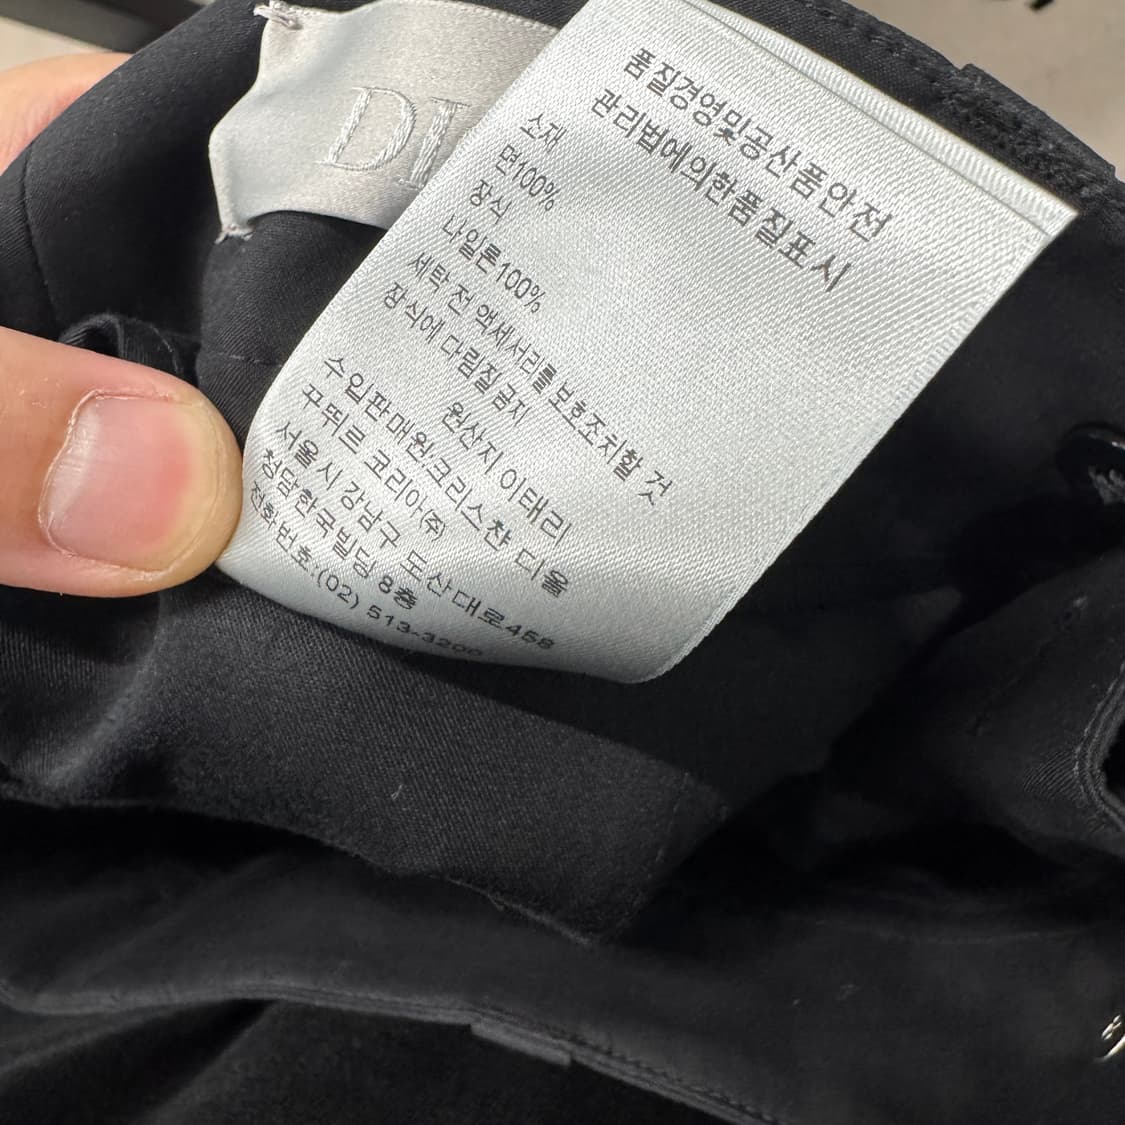 DI
품질경영및공산품안전
관리법에의한품질표시
소재
면100%
장식
나일론100%
세탁 전 액세서리를 보호조치할 것
장식에 다림질 금지
원산지 이태리
수입판매원:크리스챤 디올
꾸뛰르 코리아㈜
서울시 강남구 도산대로458
청담한국빌딩 8층
전화번호:(02) 513-3200